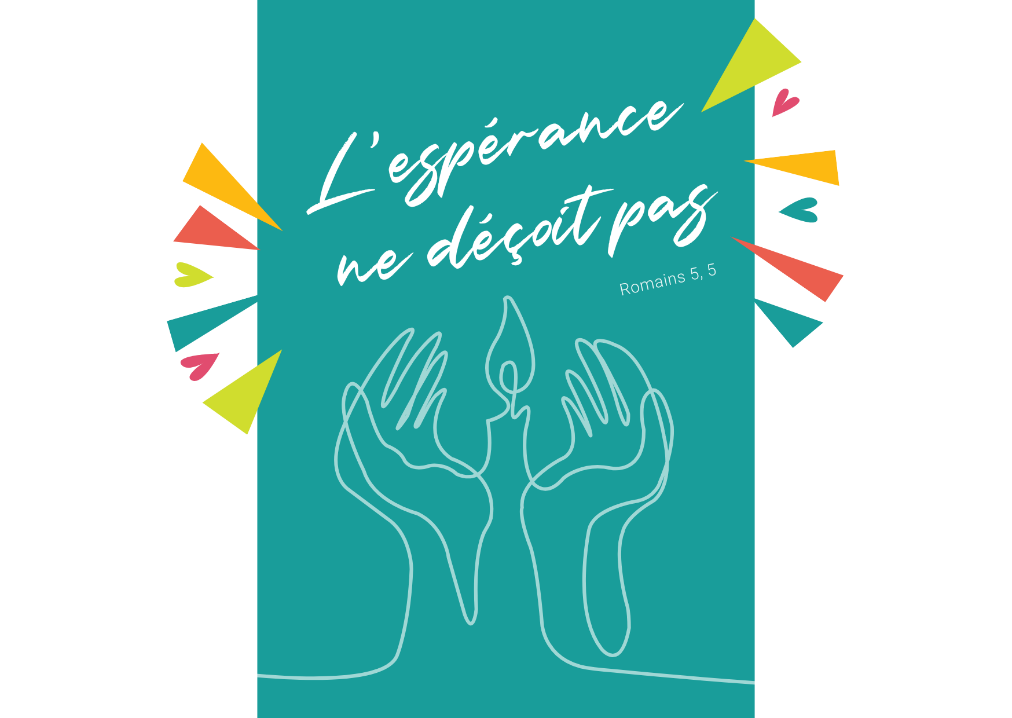 L'espérance
ne déçoit pas
Romains 5, 5